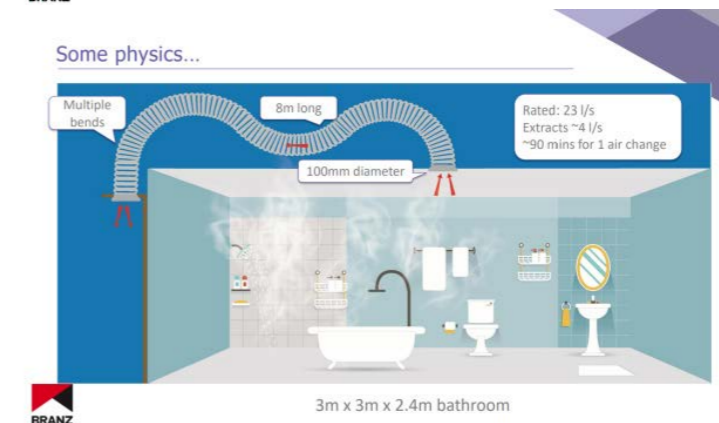 BRANZ
Some physics...
Multiple
bends
8m long
Rated: 23 l/s
Extracts ~4 l/s
~90 mins for 1 air change
100mm diameter
3m x 3m x 2.4m bathroom
BRANZ